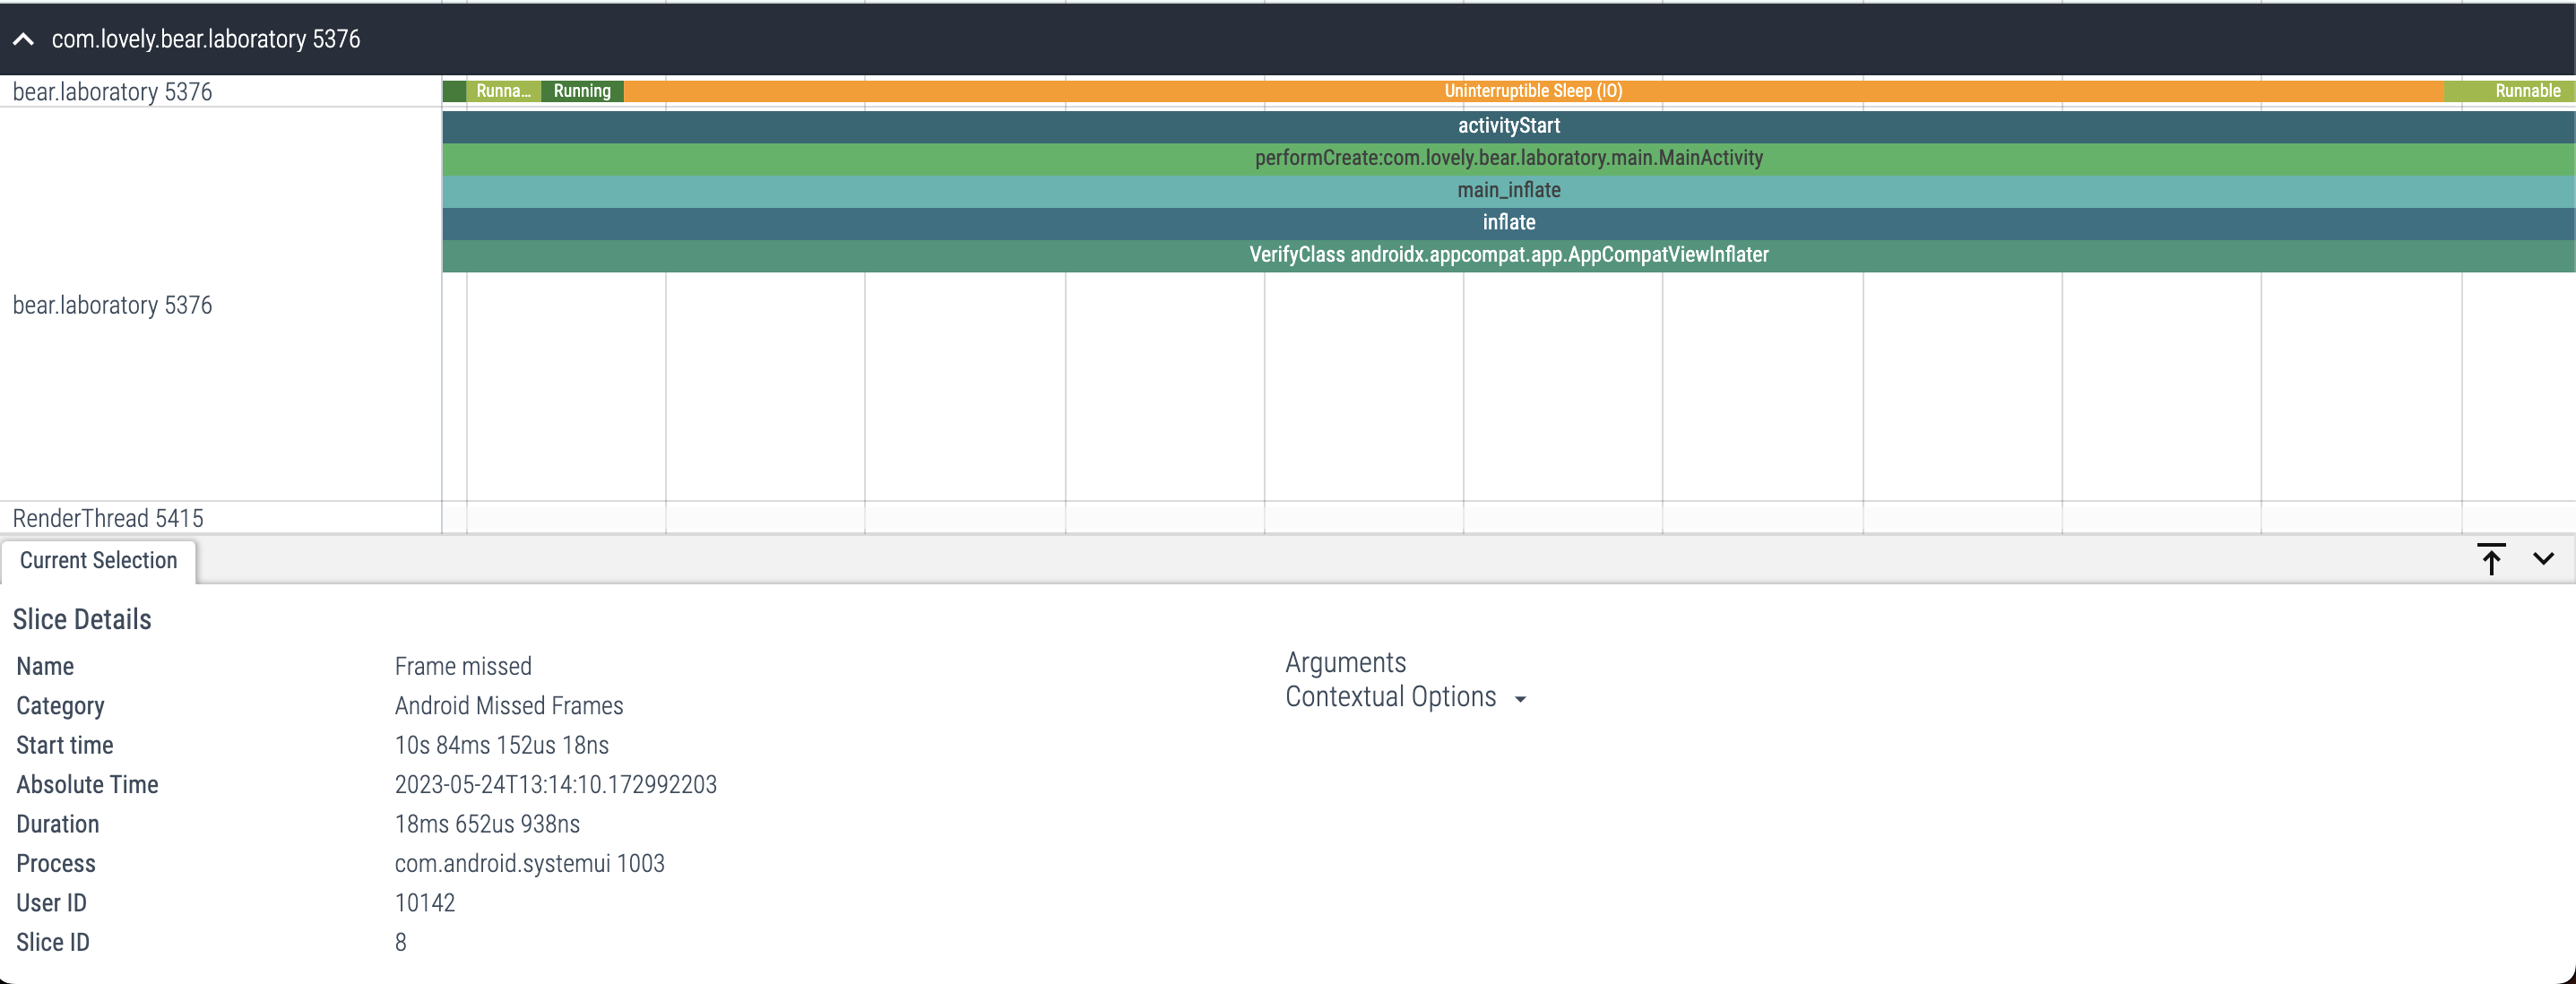 com.lovely.bear.laboratory 5376
bear.laboratory 5376
Runna... Running Uninterruptible Sleep (IO) Runnable
activityStart
performCreate:com.lovely.bear.laboratory.main.MainActivity
main_inflate
inflate
VerifyClass androidx.appcompat.app.AppCompatViewInflater
bear.laboratory 5376
RenderThread 5415
Current Selection
Slice Details
Name Frame missed
Category Android Missed Frames
Start time 10s 84ms 152us 18ns
Absolute Time 2023-05-24T13:14:10.172992203
Duration 18ms 652us 938ns
Process com.android.systemui 1003
User ID 10142
Slice ID 8
Arguments
Contextual Options